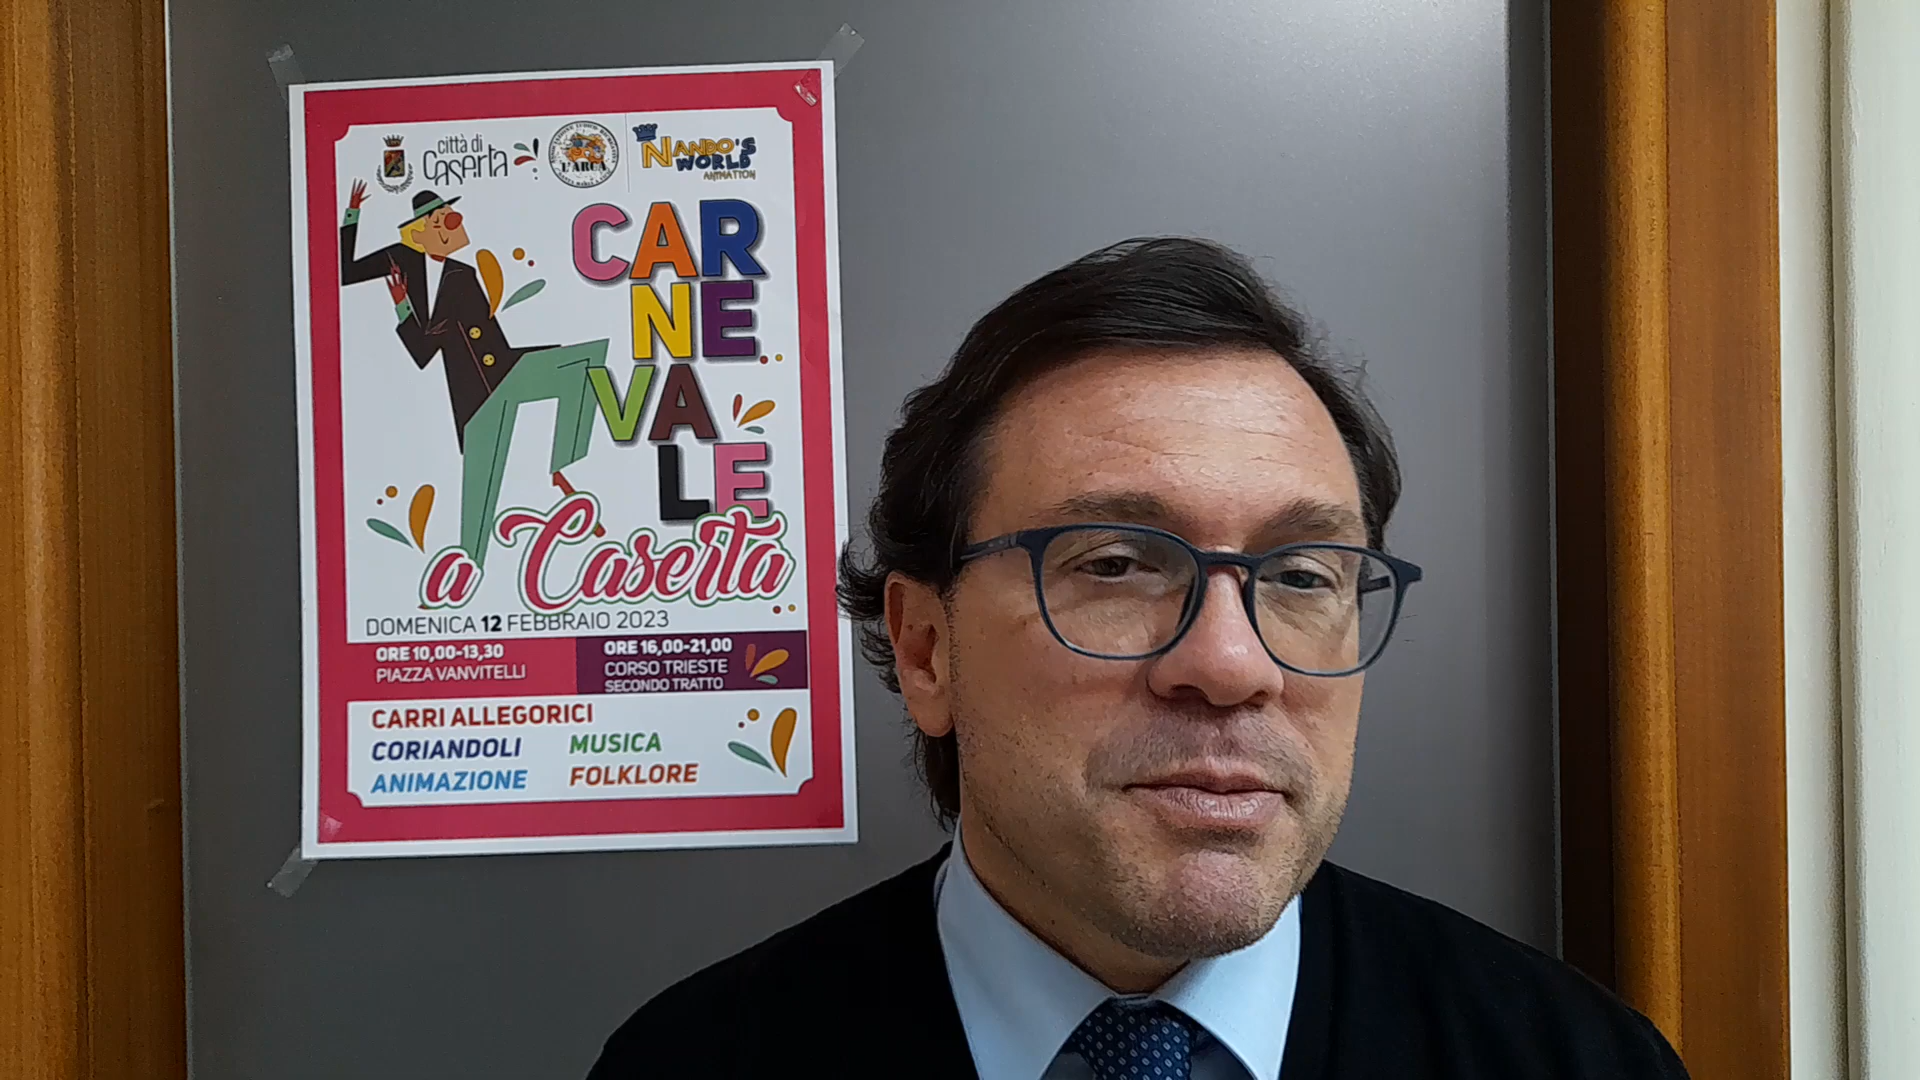 città di
Caserta
L'ARCA
NANDO'S
WORLD
ANIMATION
CAR
NE
VA
LE
a Caserta
DOMENICA 12 FEBBRAIO 2023
ORE 10,00-13,30
PIAZZA VANVITELLI
ORE 16,00-21,00
CORSO TRIESTE
SECONDO TRATTO
CARRI ALLEGORICI
CORIANDOLI
MUSICA
ANIMAZIONE
FOLKLORE